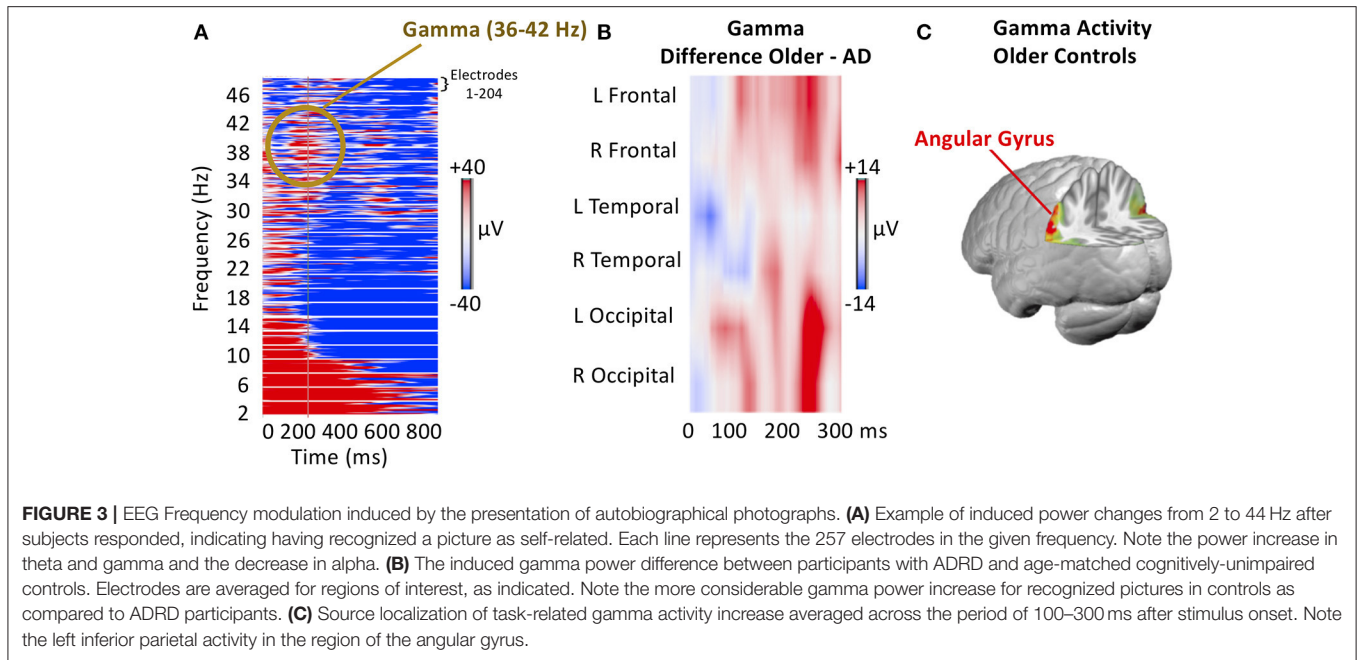 A
Gamma (36-42 Hz)
Electrodes
1-204
Frequency (Hz)
46
42
38
34
30
26
22
18
14
10
6
2
0 200 400 600 800
Time (ms)
+40
μV
-40
B
Gamma
Difference Older - AD
L Frontal
R Frontal
L Temporal
R Temporal
L Occipital
R Occipital
0 100 200 300 ms
+14
μV
-14
C
Gamma Activity
Older Controls
Angular Gyrus
FIGURE 3 | EEG Frequency modulation induced by the presentation of autobiographical photographs. (A) Example of induced power changes from 2 to 44 Hz after
subjects responded, indicating having recognized a picture as self-related. Each line represents the 257 electrodes in the given frequency. Note the power increase in
theta and gamma and the decrease in alpha. (B) The induced gamma power difference between participants with ADRD and age-matched cognitively-unimpaired
controls. Electrodes are averaged for regions of interest, as indicated. Note the more considerable gamma power increase for recognized pictures in controls as
compared to ADRD participants. (C) Source localization of task-related gamma activity increase averaged across the period of 100–300 ms after stimulus onset. Note
the left inferior parietal activity in the region of the angular gyrus.